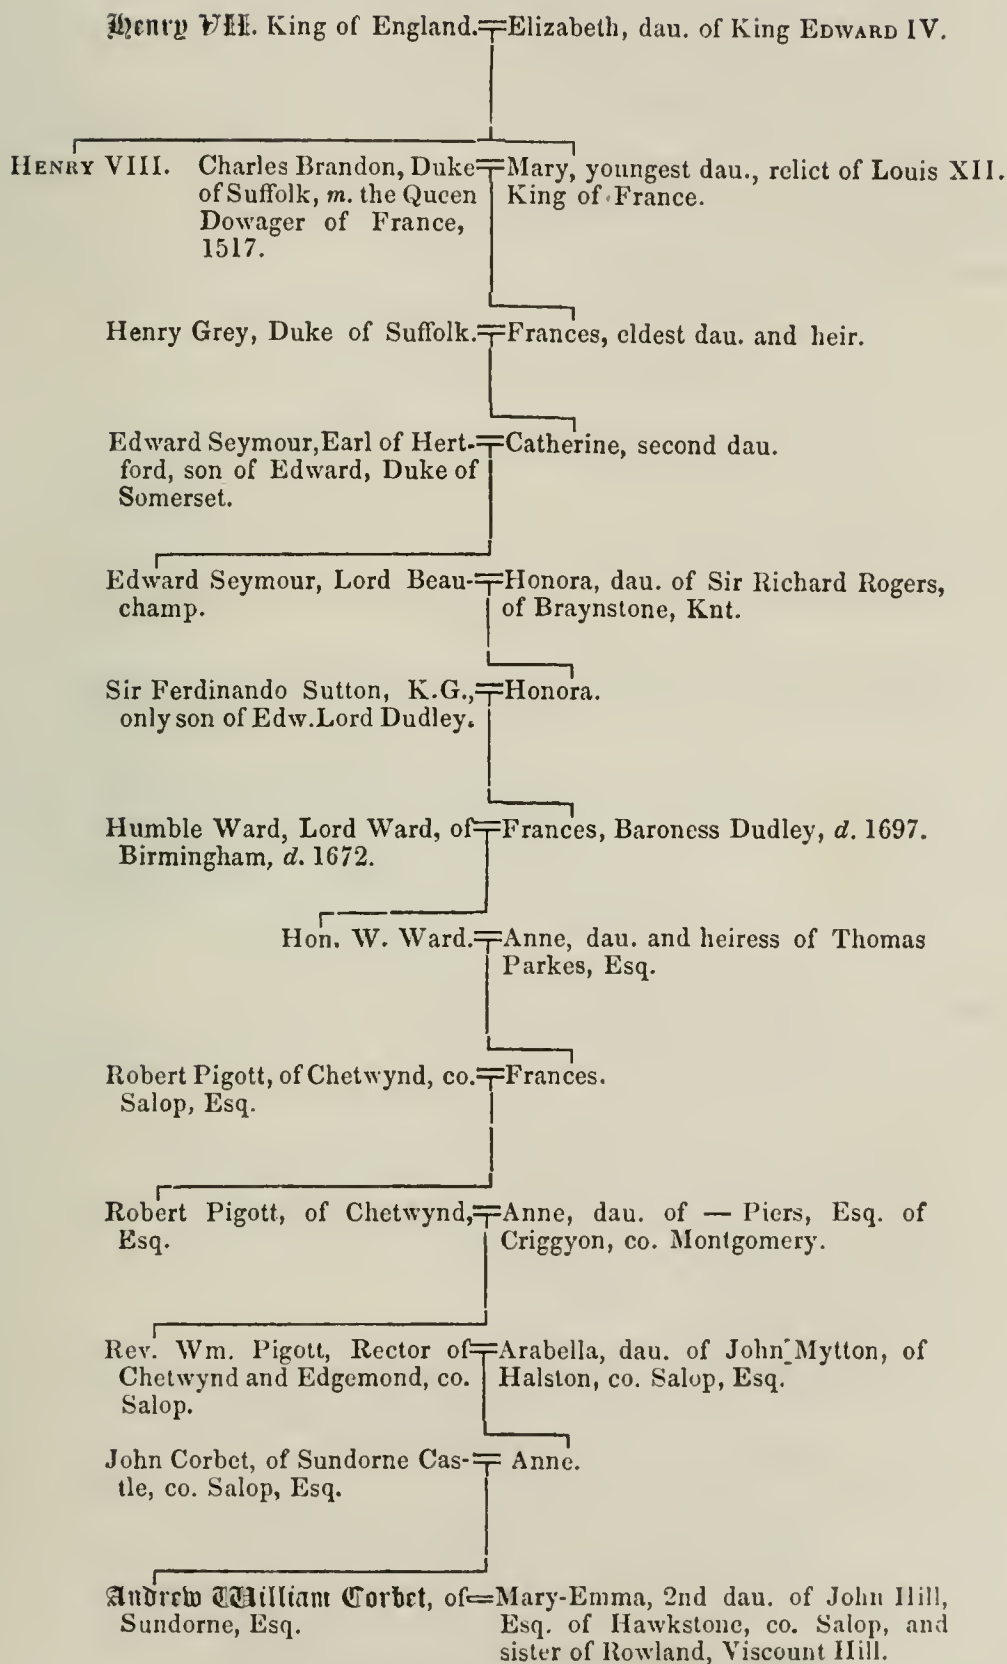 Henry VII. King of England. Elizabeth, dau. of King EDWARD IV.
HENRY VIII. Charles Brandon, Duke
of Suffolk, m. the Queen
Dowager of France,
1517.
Mary, youngest dau., relict of Louis XII.
King of France.
Henry Grey, Duke of Suffolk. Frances, eldest dau. and heir.
Edward Seymour, Earl of Hert-
ford, son of Edward, Duke of
Somerset.
Catherine, second dau.
Edward Seymour, Lord Beau-
champ.
Honora, dau. of Sir Richard Rogers,
of Braynstone, Knt.
Sir Ferdinando Sutton, K.G.,
only son of Edw. Lord Dudley.
Honora.
Humble Ward, Lord Ward, of
Birmingham, d. 1672.
Frances, Baroness Dudley, d. 1697.
Hon. W. Ward.
Anne, dau. and heiress of Thomas
Parkes, Esq.
Robert Pigott, of Chetwynd, co.
Salop, Esq.
Frances.
Robert Pigott, of Chetwynd,
Esq.
Anne, dau. of — Piers, Esq. of
Criggyon, co. Montgomery.
Rev. Wm. Pigott, Rector of
Chetwynd and Edgemond, co.
Salop.
Arabella, dau. of John Mytton, of
Halston, co. Salop, Esq.
John Corbet, of Sundorne Cas-
tle, co. Salop, Esq.
Anne.
Andrew William Corbet, of
Sundorne, Esq.
Mary-Emma, 2nd dau. of John Hill,
Esq. of Hawkstone, co. Salop, and
sister of Rowland, Viscount Hill.